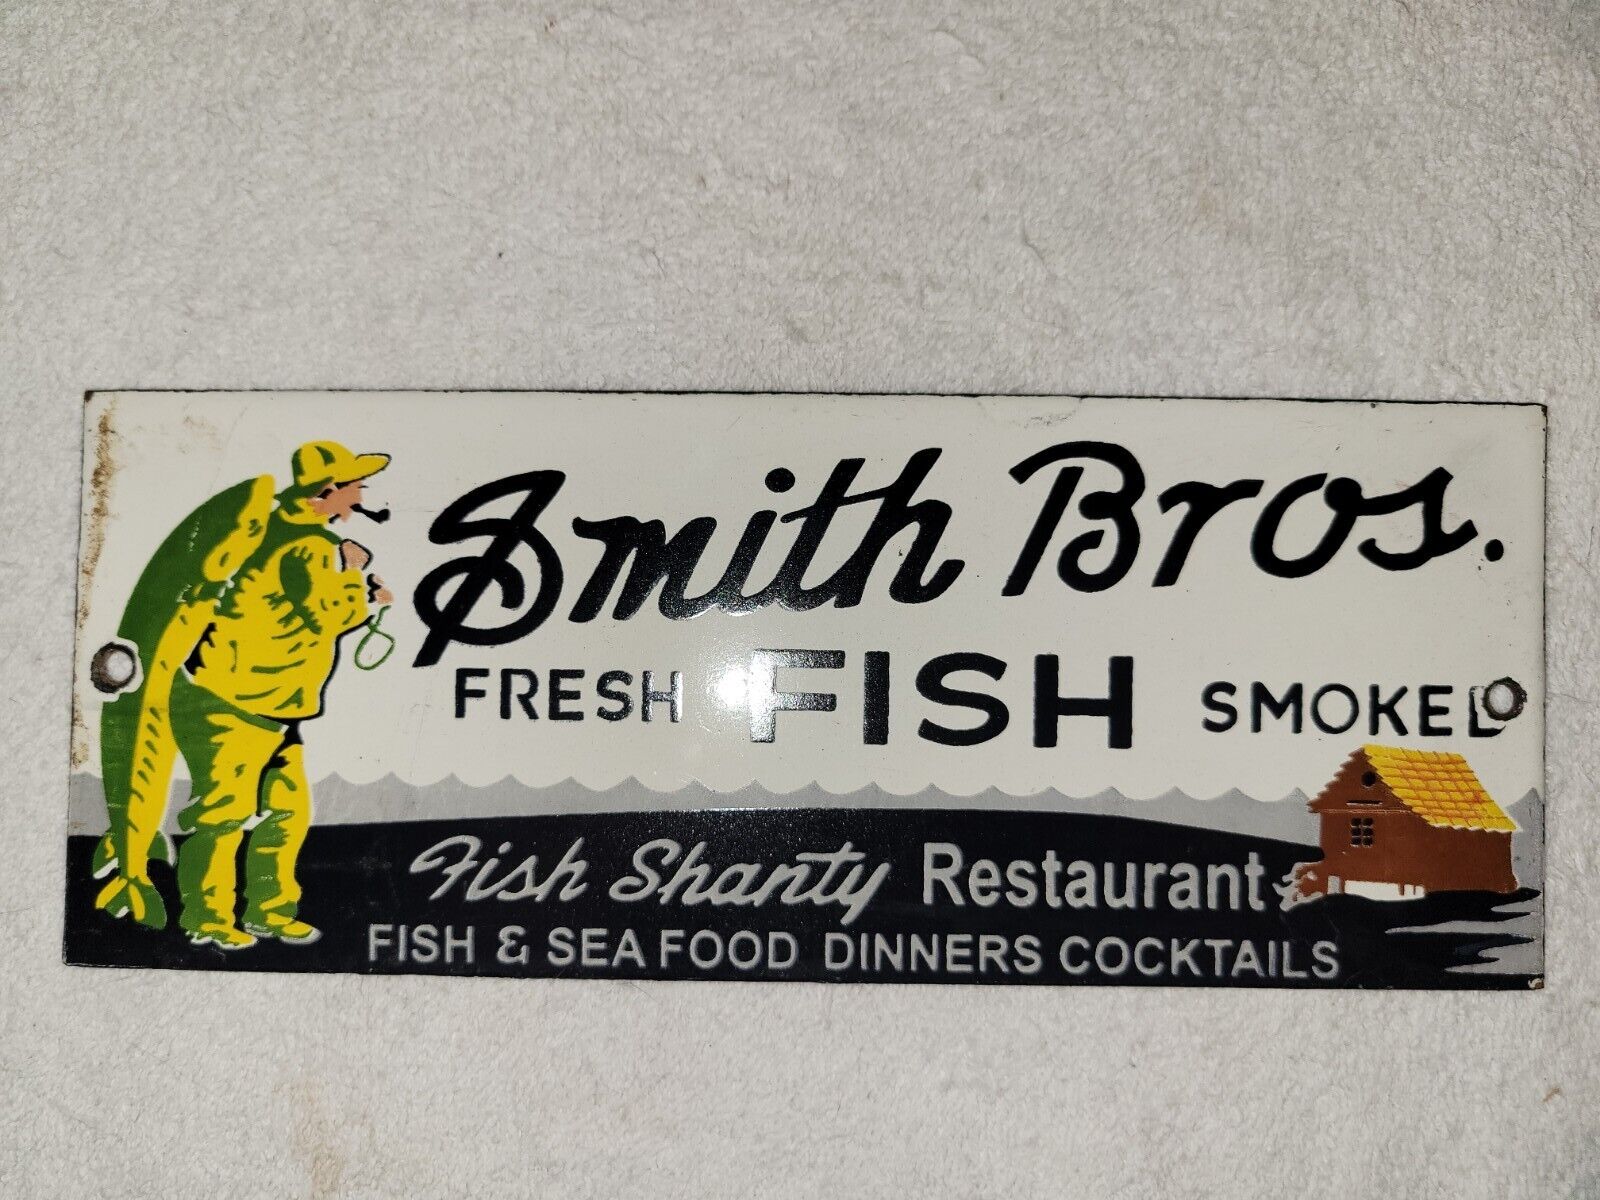 Smith Bros.
FRESH FISH SMOKED
Fish Shanty Restaurant
FISH & SEA FOOD DINNERS COCKTAILS